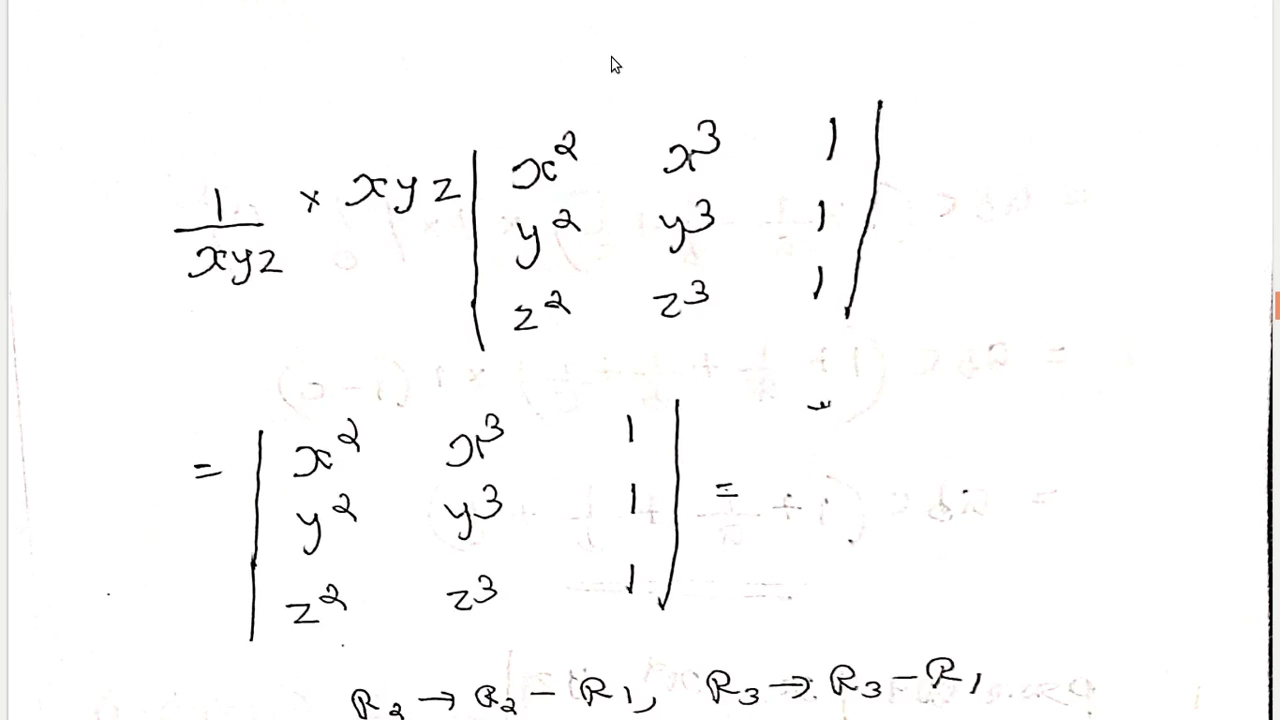 1/xyz × xyz | x² x³ 1 |
| y² y³ 1 |
| z² z³ 1 |
= | x² x³ 1 | =
| y² y³ 1 |
| z² z³ 1 |
R₂ → R₂ − R₁, R₃ → R₃ − R₁